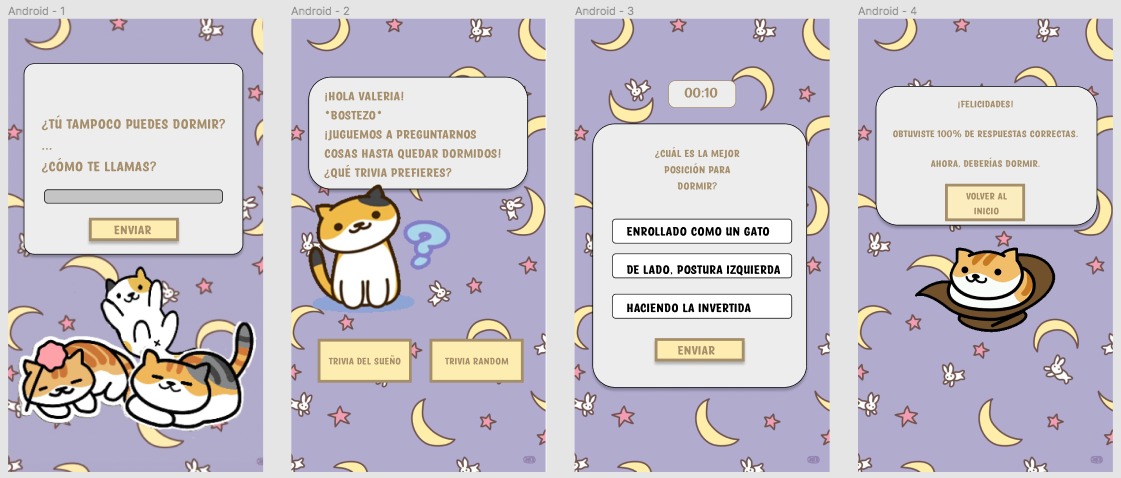 Android - 1
¿TÚ TAMPOCO PUEDES DORMIR?
...
¿CÓMO TE LLAMAS?
ENVIAR
Android - 2
¡HOLA VALERIA!
*BOSTEZO*
¡JUGUEMOS A PREGUNTARNOS
COSAS HASTA QUEDAR DORMIDOS!
¿QUÉ TRIVIA PREFIERES?
?
TRIVIA DEL SUEÑO
TRIVIA RANDOM
Android - 3
00:10
¿CUÁL ES LA MEJOR
POSICIÓN PARA
DORMIR?
ENROLLADO COMO UN GATO
DE LADO, POSTURA IZQUIERDA
HACIENDO LA INVERTIDA
ENVIAR
Android - 4
¡FELICIDADES!
OBTUVISTE 100% DE RESPUESTAS CORRECTAS.
AHORA, DEBERÍAS DORMIR.
VOLVER AL
INICIO